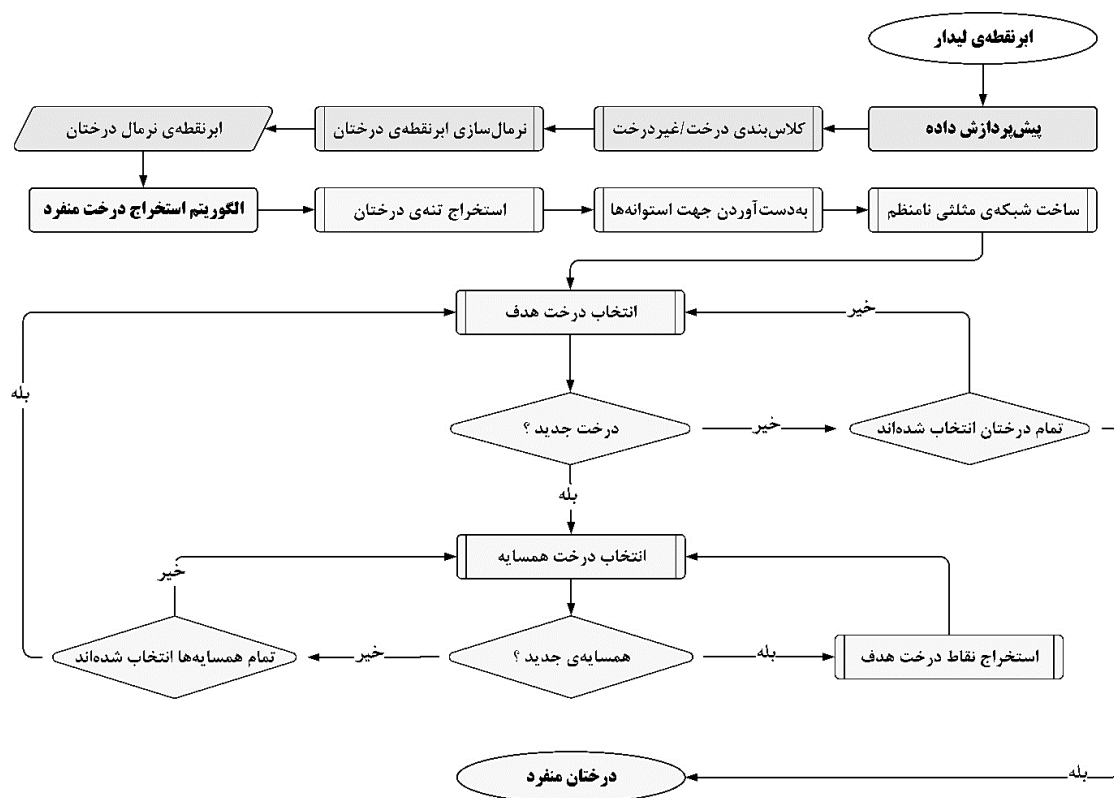 ابرنقطه‌ی لیدار
پیش‌پردازش داده
کلاس‌بندی درخت/غیردرخت
نرمال‌سازی ابرنقطه‌ی درختان
ابرنقطه‌ی نرمال درختان
الگوریتم استخراج درخت منفرد
استخراج تنه‌ی درختان
به‌دست‌آوردن جهت استوانه‌ها
ساخت شبکه‌ی مثلثی نامنظم
انتخاب درخت هدف
خیر
بله
درخت جدید ؟
خیر
تمام درختان انتخاب شده‌اند
بله
انتخاب درخت همسایه
خیر
همسایه‌ی جدید ؟
بله
استخراج نقاط درخت هدف
خیر
تمام همسایه‌ها انتخاب شده‌اند
درختان منفرد
بله